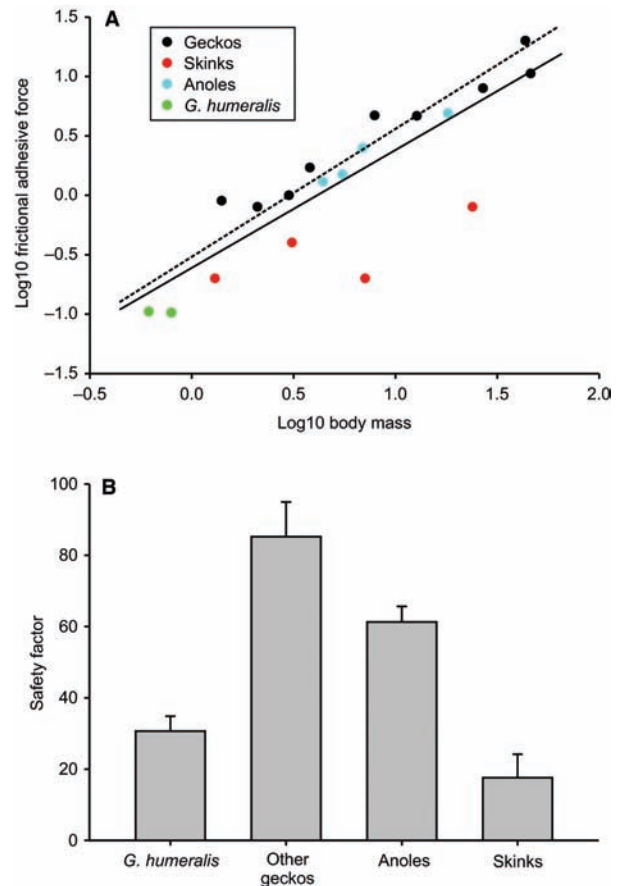 A
Geckos
Skinks
Anoles
G. humeralis
Log10 frictional adhesive force
1.5
1.0
0.5
0.0
–0.5
–1.0
–1.5
–0.5
0.0
0.5
1.0
1.5
2.0
Log10 body mass
B
Safety factor
100
80
60
40
20
0
G. humeralis
Other
geckos
Anoles
Skinks